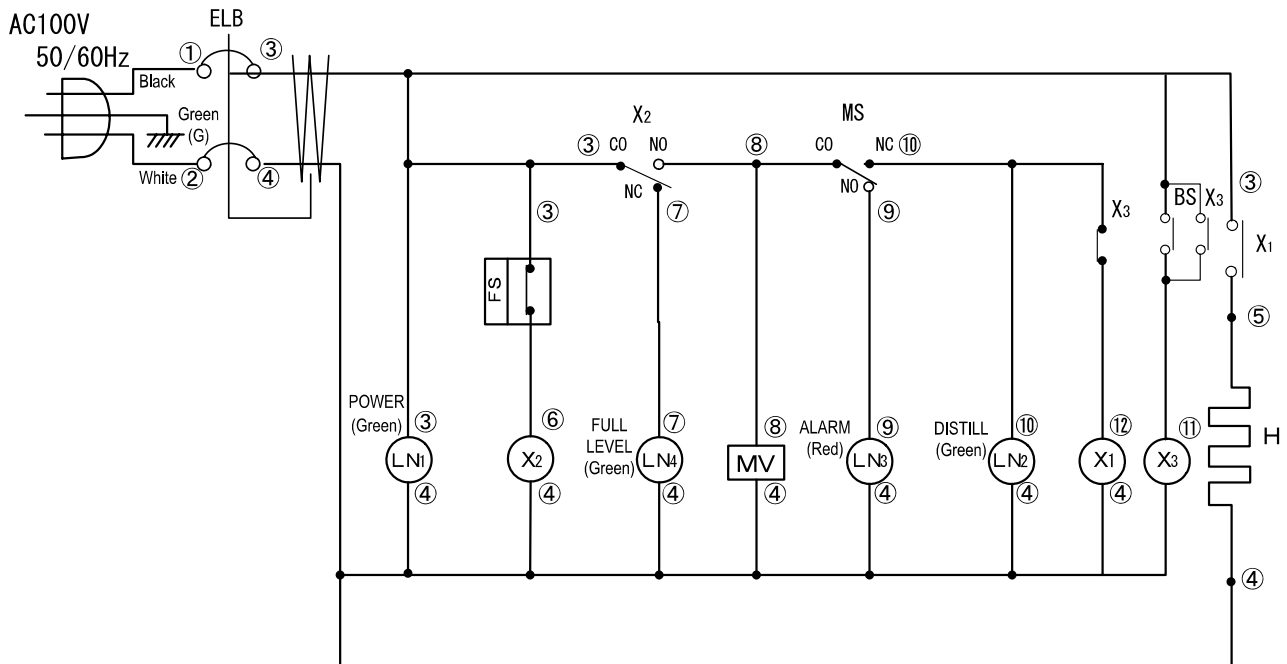 AC100V
50/60Hz
ELB
① ③
Black
Green
(G)
White ② ④
X2
③ CO NO
NC
⑦
⑧
MS
CO NC ⑩
NO
⑨
③
FS
X3
BS X3
③
X1
⑤
POWER
(Green)
③
LN1
④
⑥
X2
④
FULL
LEVEL
(Green)
⑦
LN4
④
⑧
MV
④
ALARM
(Red)
⑨
LN3
④
DISTILL
(Green)
⑩
LN2
④
⑫
X1
④
⑪
X3
H
④